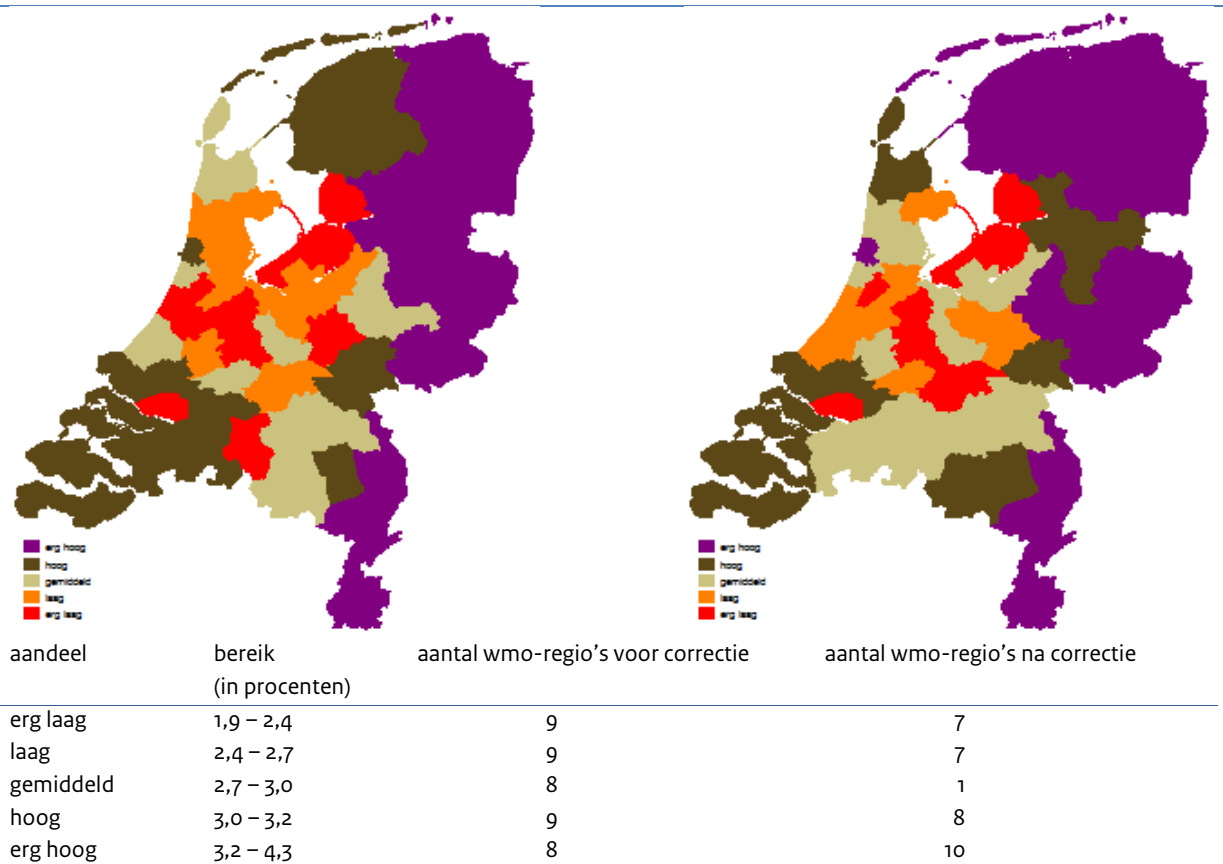 erg hoog
hoog
gemiddeld
laag
erg laag
erg hoog
hoog
gemiddeld
laag
erg laag
aandeel bereik aantal wmo-regio's voor correctie aantal wmo-regio's na correctie
(in procenten)
erg laag 1,9 – 2,4 9 7
laag 2,4 – 2,7 9 7
gemiddeld 2,7 – 3,0 8 1
hoog 3,0 – 3,2 9 8
erg hoog 3,2 – 4,3 8 10